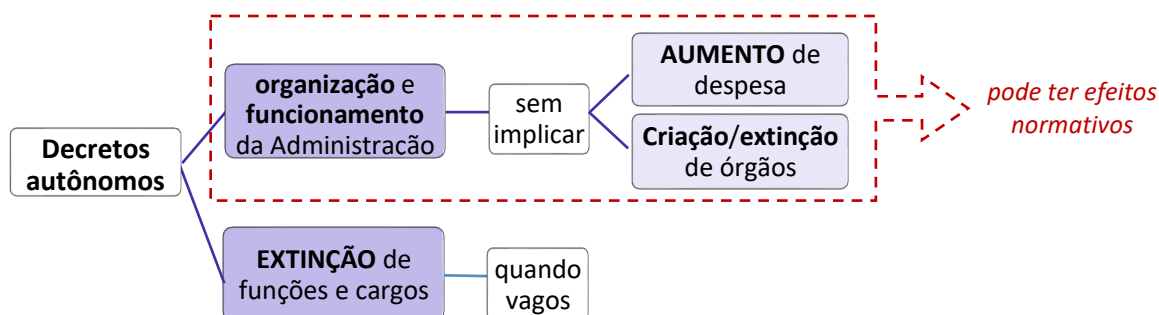 Decretos
autônomos
organização e
funcionamento
da Administracão
sem
implicar
AUMENTO de
despesa
Criação/extinção
de órgãos
pode ter efeitos
normativos
EXTINÇÃO de
funções e cargos
quando
vagos